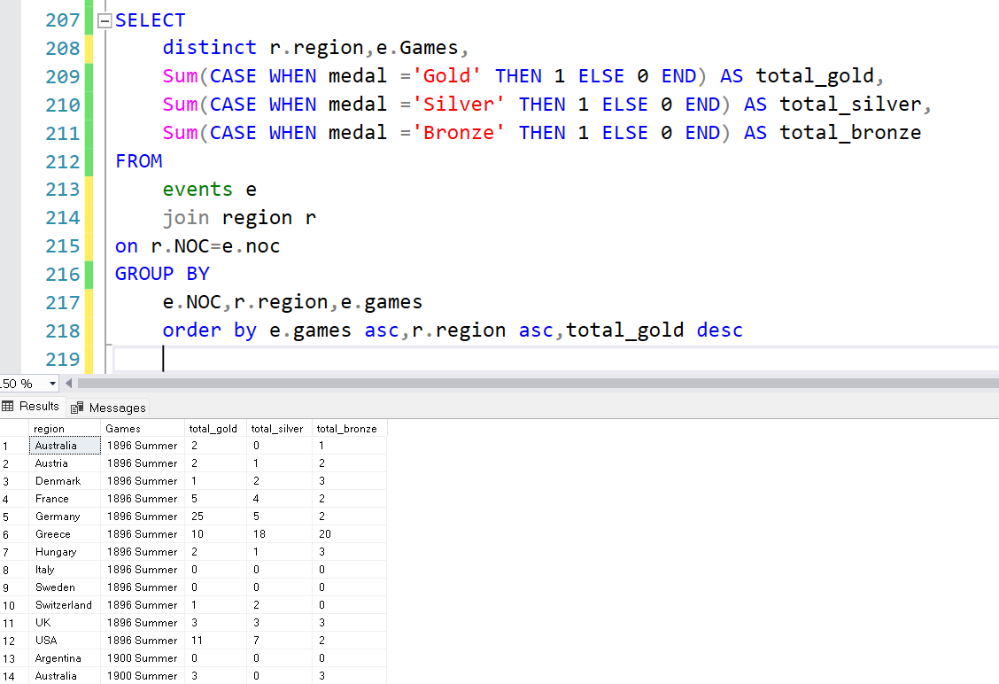 207 SELECT
208 distinct r.region,e.Games,
209 Sum(CASE WHEN medal ='Gold' THEN 1 ELSE 0 END) AS total_gold,
210 Sum(CASE WHEN medal ='Silver' THEN 1 ELSE 0 END) AS total_silver,
211 Sum(CASE WHEN medal ='Bronze' THEN 1 ELSE 0 END) AS total_bronze
212 FROM
213 events e
214 join region r
215 on r.NOC=e.noc
216 GROUP BY
217 e.NOC,r.region,e.games
218 order by e.games asc,r.region asc,total_gold desc
219
50 %
Results Messages
region Games total_gold total_silver total_bronze
1 Australia 1896 Summer 2 0 1
2 Austria 1896 Summer 2 1 2
3 Denmark 1896 Summer 1 2 3
4 France 1896 Summer 5 4 2
5 Germany 1896 Summer 25 5 2
6 Greece 1896 Summer 10 18 20
7 Hungary 1896 Summer 2 1 3
8 Italy 1896 Summer 0 0 0
9 Sweden 1896 Summer 0 0 0
10 Switzerland 1896 Summer 1 2 0
11 UK 1896 Summer 3 3 3
12 USA 1896 Summer 11 7 2
13 Argentina 1900 Summer 0 0 0
14 Australia 1900 Summer 3 0 3